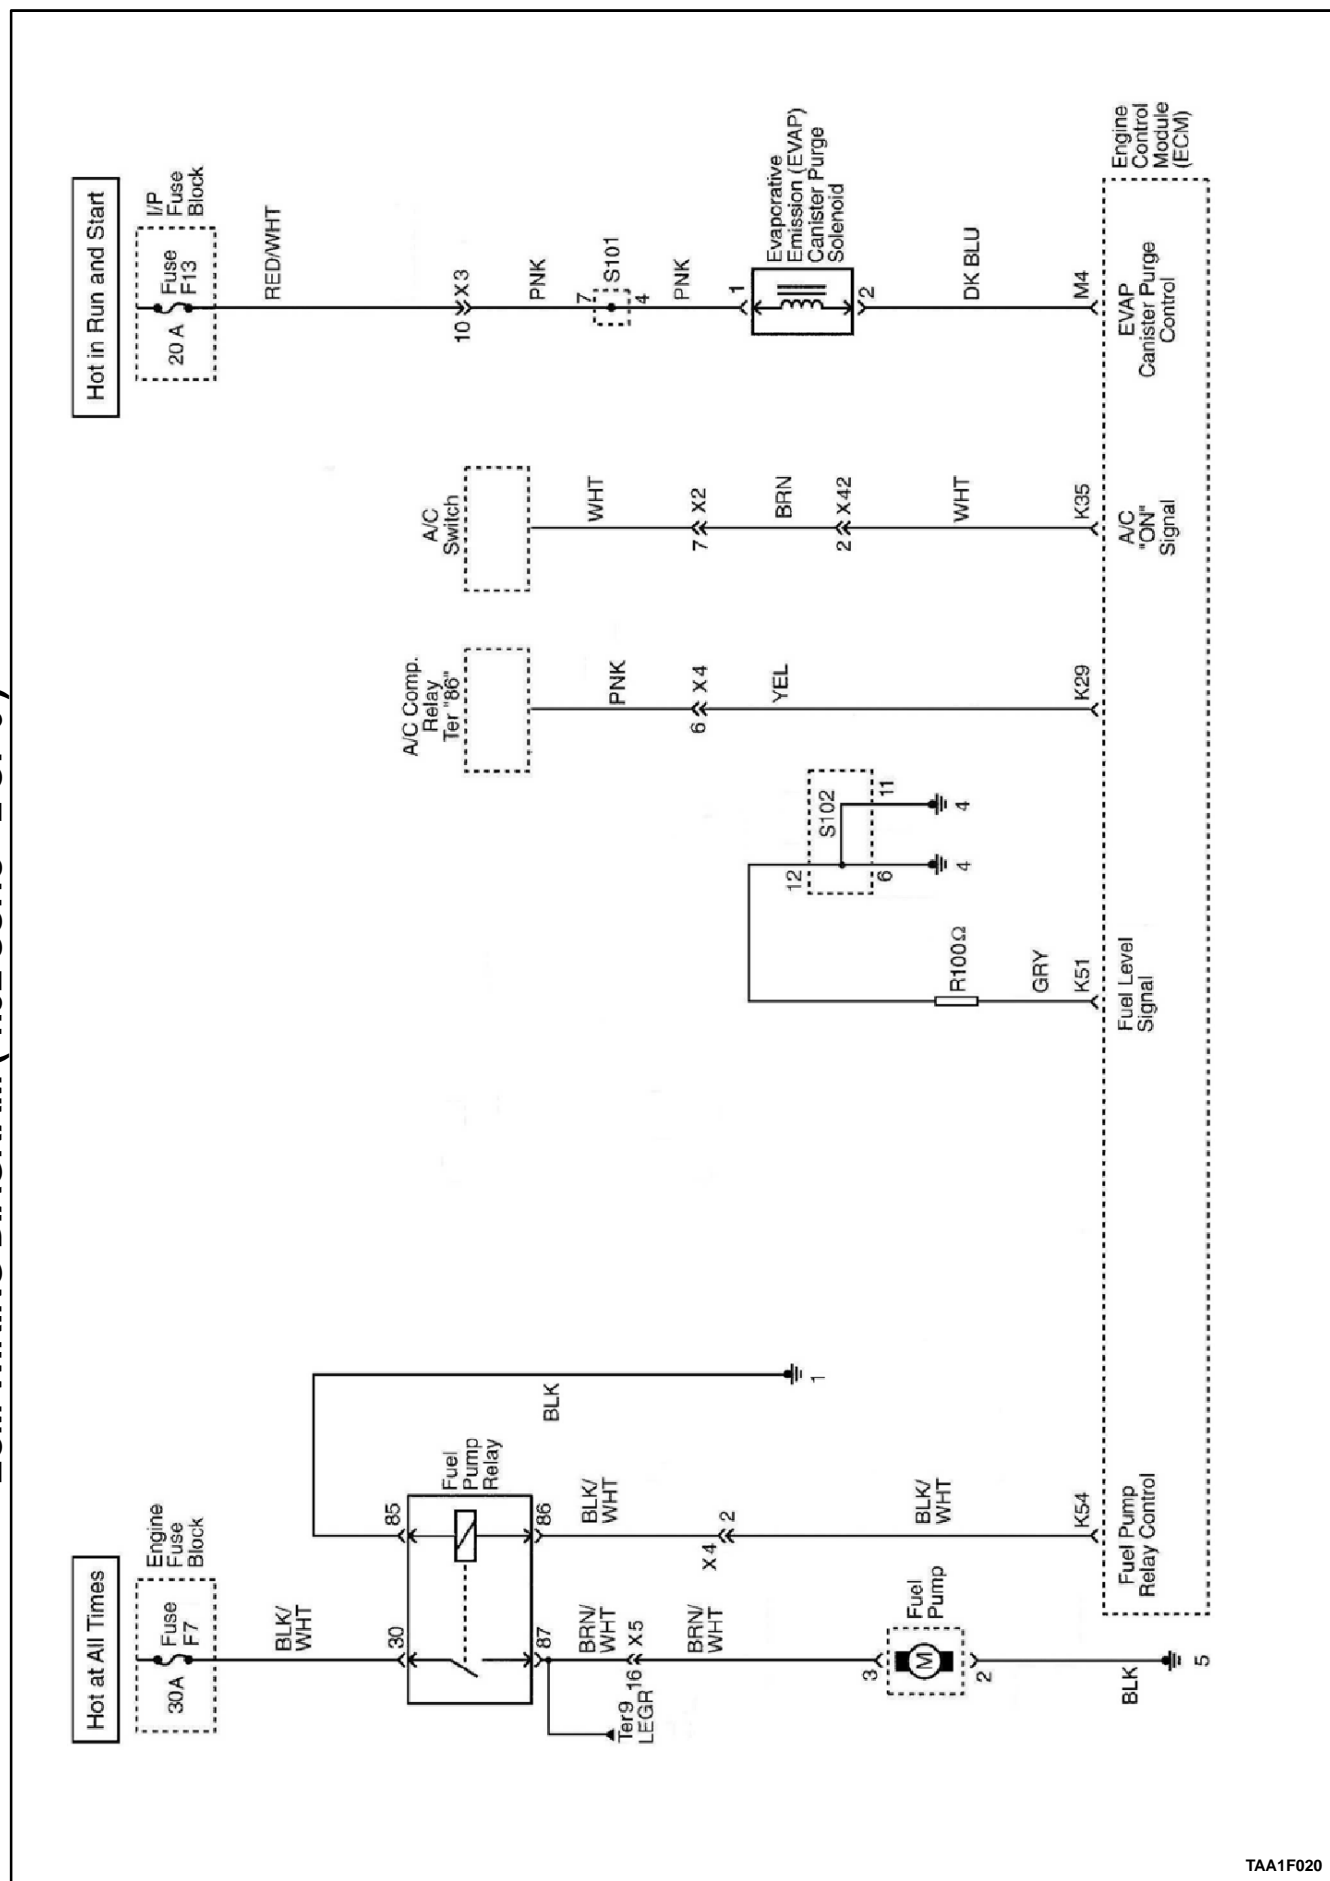 Hot at All Times
Hot in Run and Start
Engine
Fuse
Block
30A
Fuse
F7
I/P
Fuse
Block
20 A
Fuse
F13
BLK/
WHT
RED/WHT
30
85
Fuel
Pump
Relay
87
86
BLK
1
Ter9
LEGR
BRN/
WHT
16
X5
BRN/
WHT
BLK/
WHT
X4
2
BLK/
WHT
3
M
Fuel
Pump
2
BLK
5
K54
Fuel Pump
Relay Control
12
S102
6
11
4
4
R100Ω
GRY
K51
Fuel Level
Signal
A/C Comp.
Relay
Ter "86"
PNK
6
X4
YEL
K29
A/C
Switch
WHT
7
X2
BRN
2
X42
WHT
K35
A/C
"ON"
Signal
10
X3
PNK
7
S101
4
PNK
1
Evaporative
Emission (EVAP)
Canister Purge
Solenoid
2
DK BLU
M4
EVAP
Canister Purge
Control
Engine
Control
Module
(ECM)
TAA1F020